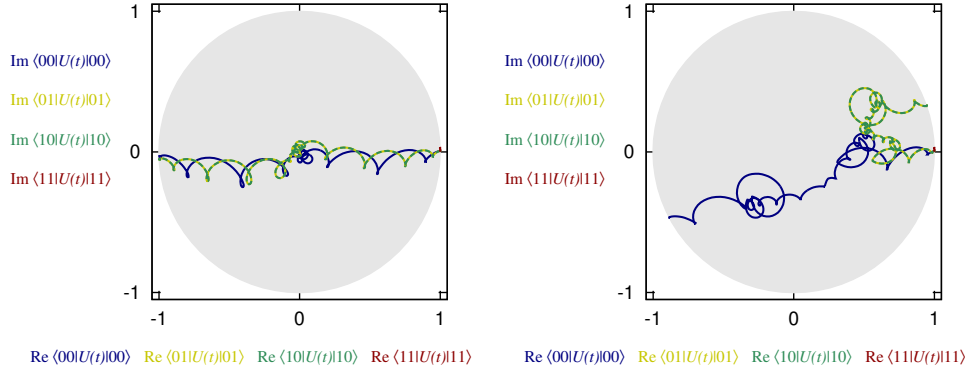 1
0
-1
-1
0
1
Im ⟨00|U(t)|00⟩
Im ⟨01|U(t)|01⟩
Im ⟨10|U(t)|10⟩
Im ⟨11|U(t)|11⟩
Re ⟨00|U(t)|00⟩ Re ⟨01|U(t)|01⟩ Re ⟨10|U(t)|10⟩ Re ⟨11|U(t)|11⟩
1
0
-1
-1
0
1
Im ⟨00|U(t)|00⟩
Im ⟨01|U(t)|01⟩
Im ⟨10|U(t)|10⟩
Im ⟨11|U(t)|11⟩
Re ⟨00|U(t)|00⟩ Re ⟨01|U(t)|01⟩ Re ⟨10|U(t)|10⟩ Re ⟨11|U(t)|11⟩